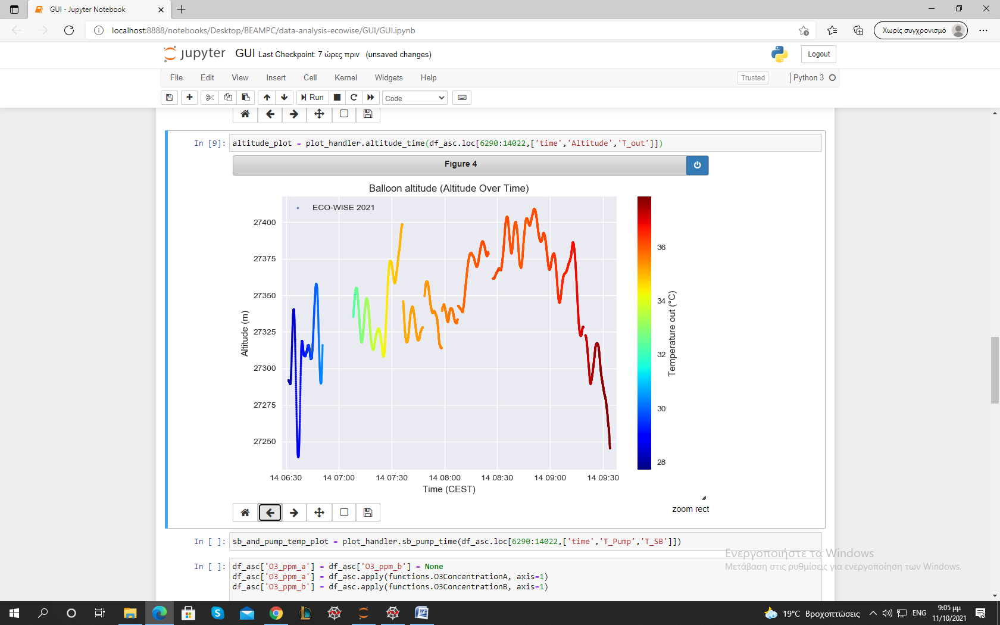 GUI - Jupyter Notebook
localhost:8888/notebooks/Desktop/BEAMPC/data-analysis-ecowise/GUI/GUI.ipynb
Χωρίς συγχρονισμό
jupyter GUI Last Checkpoint: 7 ώρες πριν (unsaved changes)
Logout
File Edit View Insert Cell Kernel Widgets Help
Trusted
Python 3
Run
Code
In [9]: altitude_plot = plot_handler.altitude_time(df_asc.loc[6290:14022,['time','Altitude','T_out']])
Figure 4
Balloon altitude (Altitude Over Time)
ECO-WISE 2021
27400
27375
27350
27325
27300
27275
27250
Altitude (m)
14 06:30 14 07:00 14 07:30 14 08:00 14 08:30 14 09:00 14 09:30
Time (CEST)
36
34
32
30
28
Temperature out (°C)
zoom rect
In [ ]: sb_and_pump_temp_plot = plot_handler.sb_pump_time(df_asc.loc[6290:14022,['time','T_Pump','T_SB']])
In [ ]: df_asc['O3_ppm_a'] = df_asc['O3_ppm_b'] = None
df_asc['O3_ppm_a'] = df_asc.apply(functions.O3ConcentrationA, axis=1)
df_asc['O3_ppm_b'] = df_asc.apply(functions.O3ConcentrationB, axis=1)
Ενεργοποιήστε τα Windows
Μετάβαση στις ρυθμίσεις για ενεργοποίηση των Windows.
19°C Βροχοπτώσεις
ENG
9:05 μμ
11/10/2021